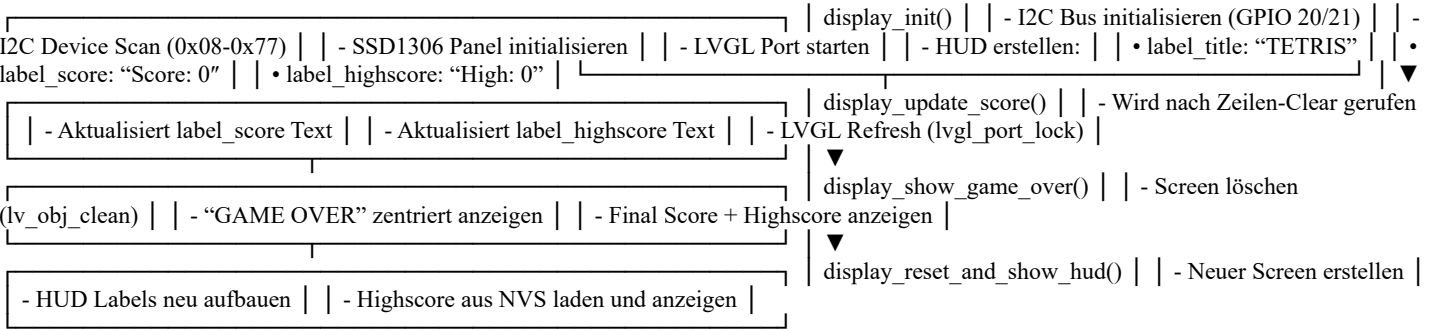 ┌─────────────────────────────────────────────────┐ │ display_init() │ │ - I2C Bus initialisieren (GPIO 20/21) │ │ -
I2C Device Scan (0x08-0x77) │ │ - SSD1306 Panel initialisieren │ │ - LVGL Port starten │ │ - HUD erstellen: │ │ • label_title: “TETRIS” │ │ •
label_score: “Score: 0″ │ │ • label_highscore: “High: 0” │ └───────────────────┬─────────────────────────────┘ │ ▼
┌─────────────────────────────────────────────────┐ │ display_update_score() │ │ - Wird nach Zeilen-Clear gerufen
│ │ - Aktualisiert label_score Text │ │ - Aktualisiert label_highscore Text │ │ - LVGL Refresh (lvgl_port_lock) │
└───────────────────┬─────────────────────────────┘ │ ▼
┌─────────────────────────────────────────────────┐ │ display_show_game_over() │ │ - Screen löschen
(lv_obj_clean) │ │ - “GAME OVER” zentriert anzeigen │ │ - Final Score + Highscore anzeigen │
└───────────────────┬─────────────────────────────┘ │ ▼
┌─────────────────────────────────────────────────┐ │ display_reset_and_show_hud() │ │ - Neuer Screen erstellen │
│ - HUD Labels neu aufbauen │ │ - Highscore aus NVS laden und anzeigen │
└─────────────────────────────────────────────────┘